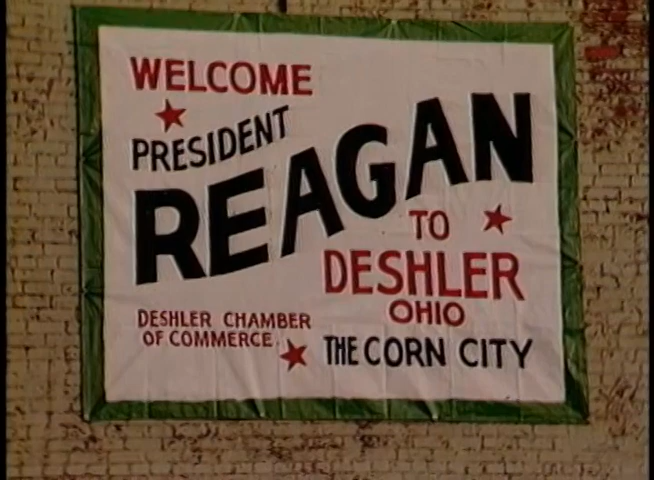 WELCOME
PRESIDENT
REAGAN
TO
DESHLER
OHIO
DESHLER CHAMBER
OF COMMERCE
THE CORN CITY